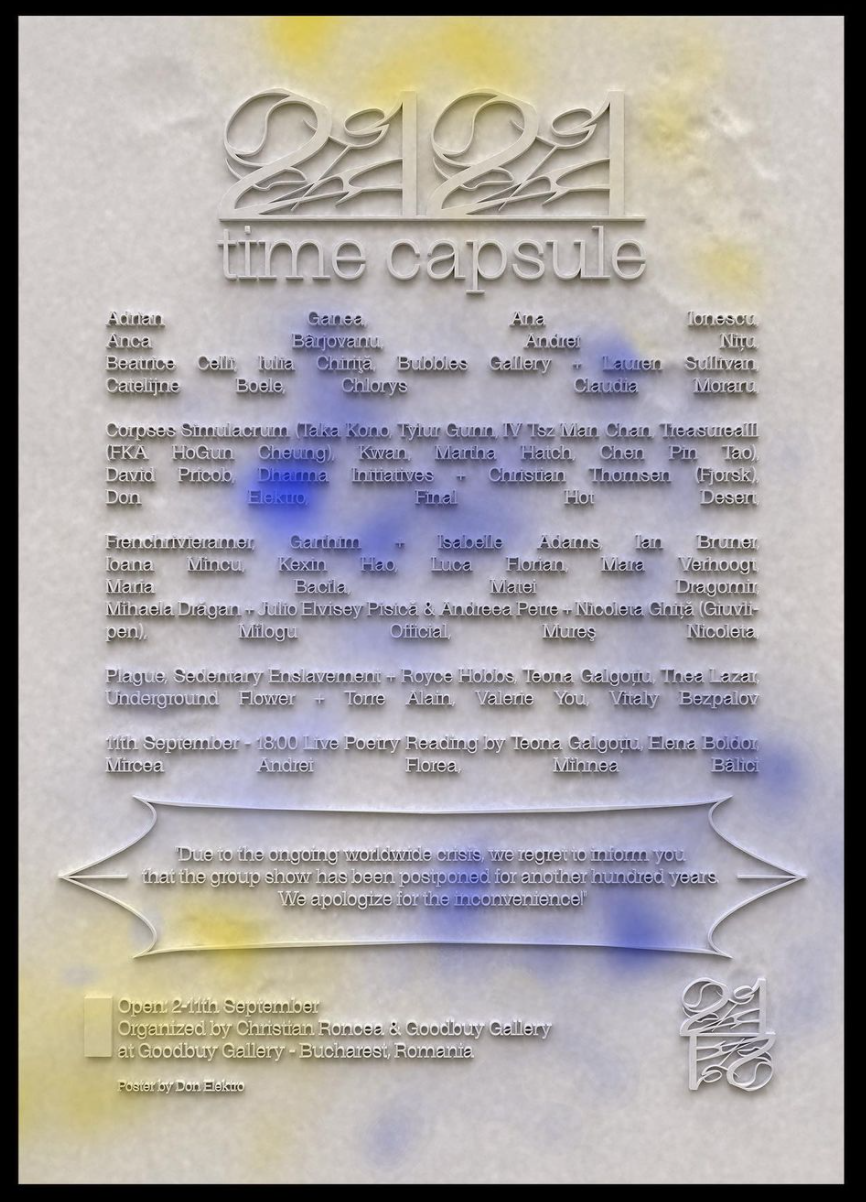 2121
time capsule
Adrian Ganea, Ana Ionescu,
Anca Bârjovanu, Andrei Nițu,
Beatrice Celli, Iulia Chiriță, Bubbles Gallery + Lauren Sullivan,
Catelijne Boele, Chlorys Claudia Moraru,
Corpses Simulacrum (Taka Kono, Tylur Gunn, IV Tsz Man Chan, Treasurealll
(FKA HoGun Cheung), Kwan, Martha Hatch, Chen Pin Tao),
David Pricob, Dharma Initiatives + Christian Thomsen (Fjorsk),
Don Elektro, Final Hot Desert,
Frenchrivieramer, Garthim + Isabelle Adams, Ian Bruner,
Ioana Mincu, Kexin Hao, Luca Florian, Mara Verhoogt,
Maria Bacila, Matei Dragomir,
Mihaela Drăgan + Julio Elvisey Pisică & Andreea Petre + Nicoleta Ghiță (Giuvli-
pen), Milogu Official, Mureș Nicoleta,
Plague, Sedentary Enslavement + Royce Hobbs, Teona Galgoțiu, Thea Lazar,
Underground Flower + Torre Alain, Valerie You, Vitaly Bezpalov
11th September - 18:00 Live Poetry Reading by Teona Galgoțiu, Elena Boldor,
Mircea Andrei Florea, Mihnea Bâlici
"Due to the ongoing worldwide crisis, we regret to inform you
that the group show has been postponed for another hundred years.
We apologize for the inconvenience!"
Open: 2-11th September
Organized by Christian Roncea & Goodbuy Gallery
at Goodbuy Gallery - Bucharest, Romania
Poster by Don Elektro
21
21